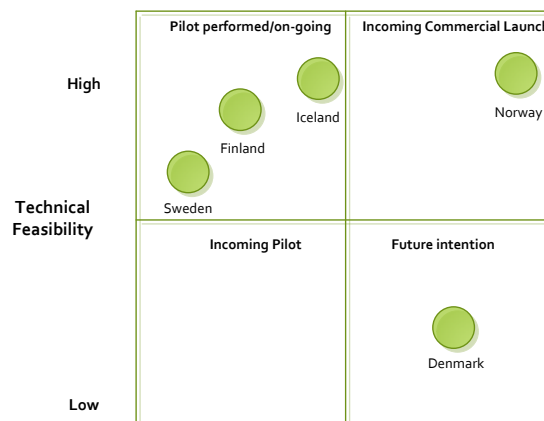 Pilot performed/on-going
Incoming Commercial Launch
High
Iceland
Norway
Finland
Sweden
Technical
Feasibility
Incoming Pilot
Future intention
Denmark
Low